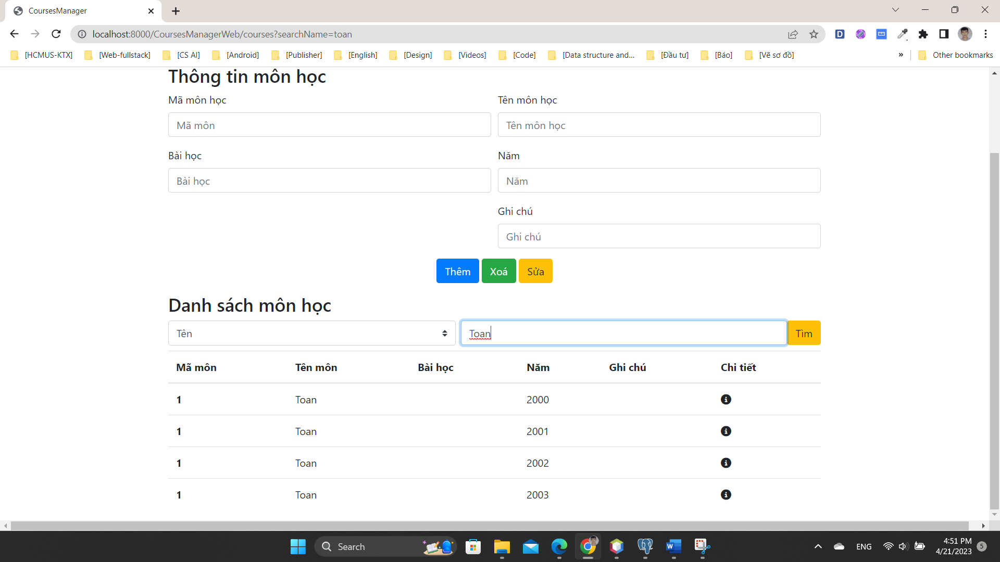 CoursesManager
localhost:8000/CoursesManagerWeb/courses?searchName=toan
[HCMUS-KTX] [Web-fullstack] [CS AI] [Android] [Publisher] [English] [Design] [Videos] [Code] [Data structure and... [Đầu tư] [Báo] [Vẽ sơ đồ] » Other bookmarks
Thông tin môn học
Mã môn học Tên môn học
Mã môn Tên môn học
Bài học Năm
Bài học Năm
Ghi chú
Ghi chú
Thêm Xoá Sửa
Danh sách môn học
Tên Toan Tìm
Mã môn Tên môn Bài học Năm Ghi chú Chi tiết
1 Toan 2000
1 Toan 2001
1 Toan 2002
1 Toan 2003
Search ENG 4:51 PM
4/21/2023 5